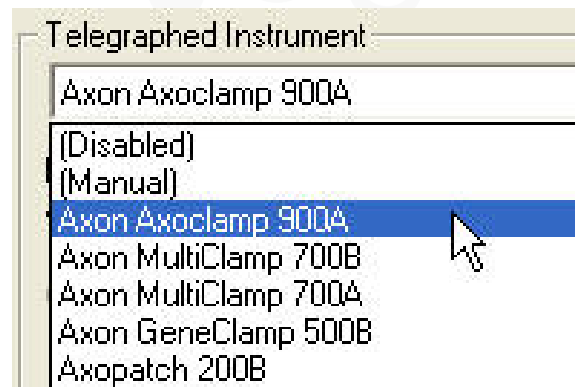 Telegraphed Instrument
Axon Axoclamp 900A
(Disabled)
(Manual)
Axon Axoclamp 900A
Axon MultiClamp 700B
Axon MultiClamp 700A
Axon GeneClamp 500B
Axopatch 200B